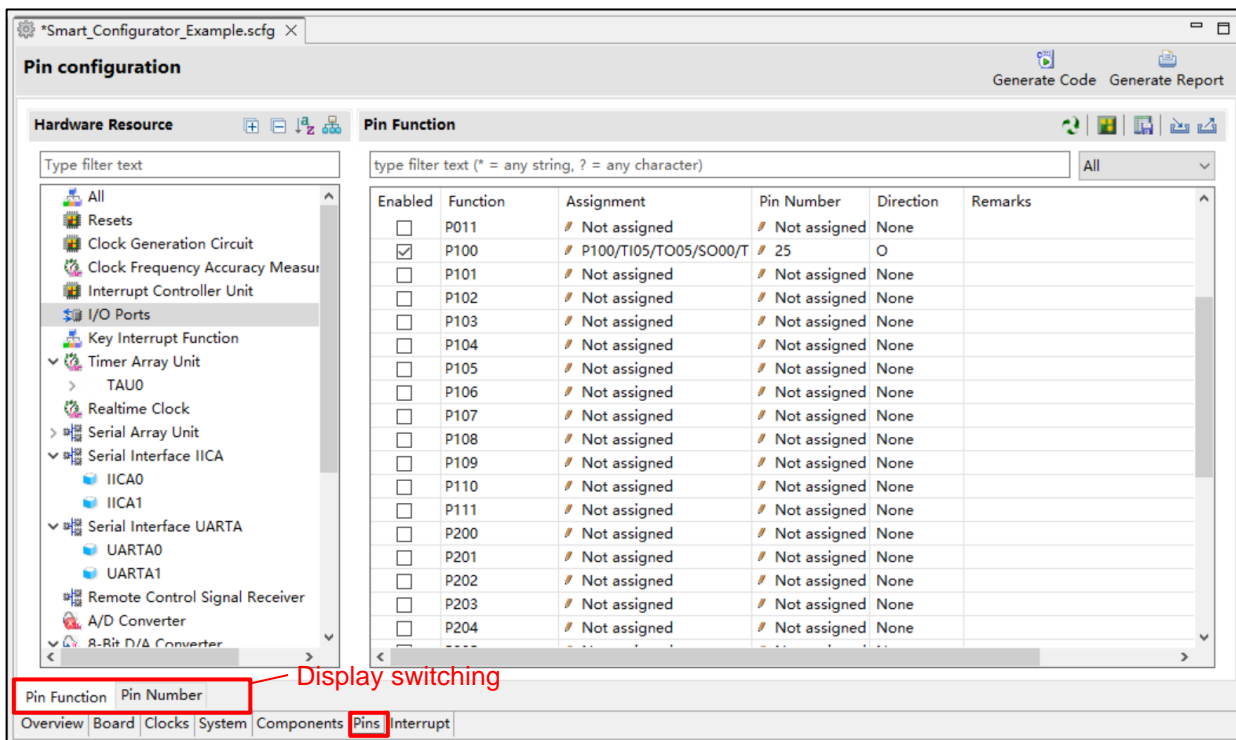 *Smart_Configurator_Example.scfg
Pin configuration
Generate Code Generate Report
Hardware Resource
Type filter text
All
Resets
Clock Generation Circuit
Clock Frequency Accuracy Measur
Interrupt Controller Unit
I/O Ports
Key Interrupt Function
Timer Array Unit
TAU0
Realtime Clock
Serial Array Unit
Serial Interface IICA
IICA0
IICA1
Serial Interface UARTA
UARTA0
UARTA1
Remote Control Signal Receiver
A/D Converter
8-Bit D/A Converter
Pin Function
type filter text (* = any string, ? = any character) All
Enabled Function Assignment Pin Number Direction Remarks
P011 Not assigned Not assigned None
P100 P100/TI05/TO05/SO00/T 25 O
P101 Not assigned Not assigned None
P102 Not assigned Not assigned None
P103 Not assigned Not assigned None
P104 Not assigned Not assigned None
P105 Not assigned Not assigned None
P106 Not assigned Not assigned None
P107 Not assigned Not assigned None
P108 Not assigned Not assigned None
P109 Not assigned Not assigned None
P110 Not assigned Not assigned None
P111 Not assigned Not assigned None
P200 Not assigned Not assigned None
P201 Not assigned Not assigned None
P202 Not assigned Not assigned None
P203 Not assigned Not assigned None
P204 Not assigned Not assigned None
Display switching
Pin Function Pin Number
Overview Board Clocks System Components Pins Interrupt